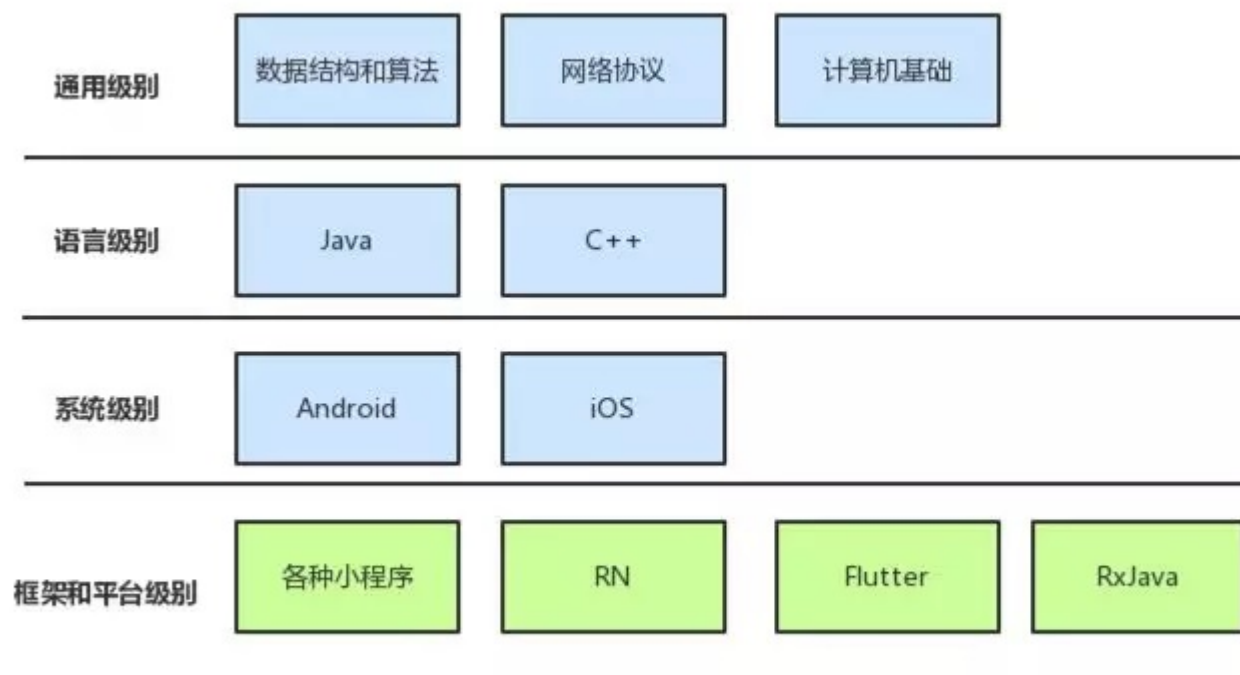 通用级别
数据结构和算法
网络协议
计算机基础
语言级别
Java
C++
系统级别
Android
iOS
框架和平台级别
各种小程序
RN
Flutter
RxJava